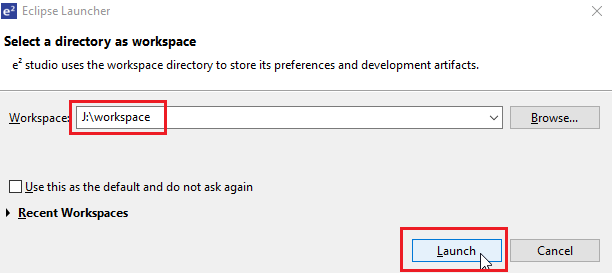 e² Eclipse Launcher
Select a directory as workspace
e² studio uses the workspace directory to store its preferences and development artifacts.
Workspace: J:\workspace Browse...
Use this as the default and do not ask again
Recent Workspaces
Launch Cancel